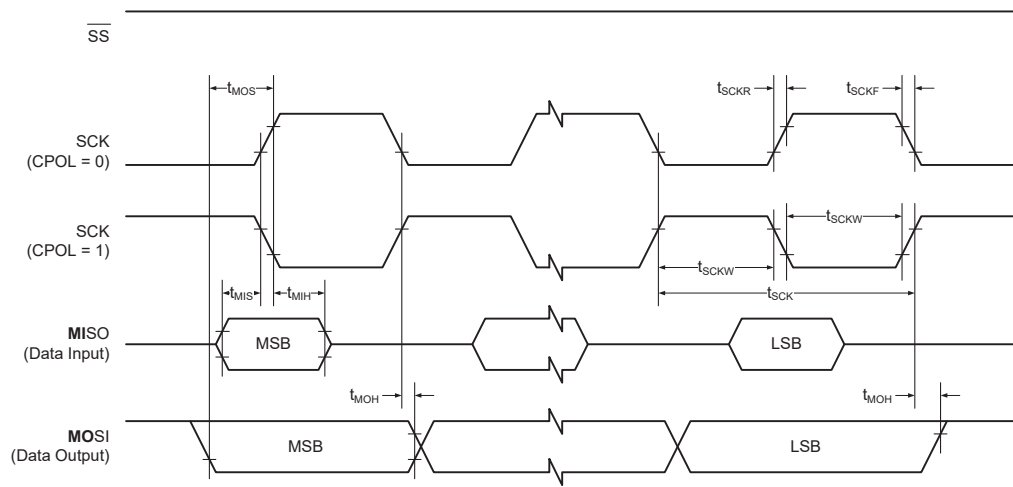 SS
tMOS
tSCKR
tSCKF
SCK
(CPOL = 0)
SCK
(CPOL = 1)
tSCKW
tSCKW
tMIS
tMIH
tSCK
MISO
(Data Input)
MSB
LSB
tMOH
tMOH
MOSI
(Data Output)
MSB
LSB